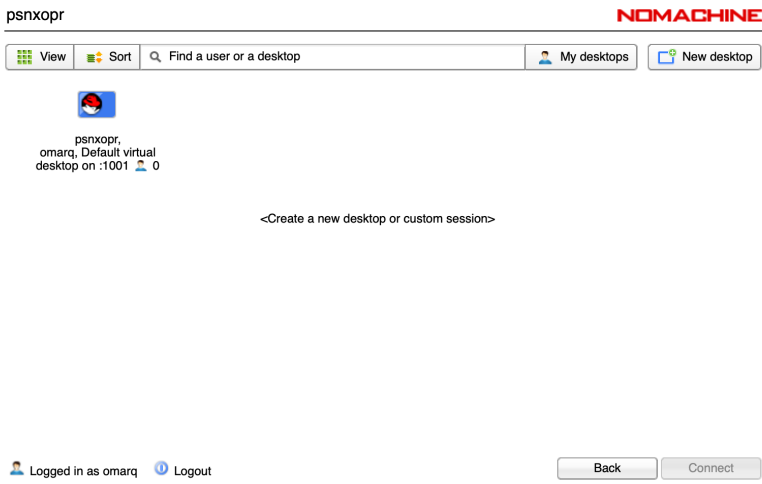 psnxopr
NOMACHINE
View
Sort
Find a user or a desktop
My desktops
New desktop
psnxopr,
omarq, Default virtual
desktop on :1001 0
<Create a new desktop or custom session>
Logged in as omarq
Logout
Back
Connect